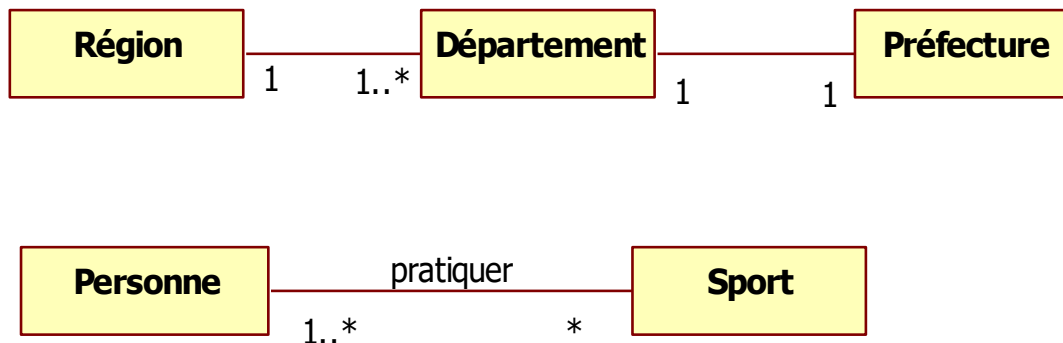 Région Département Préfecture
1 1..* 1 1
pratiquer
Personne Sport
1..* *